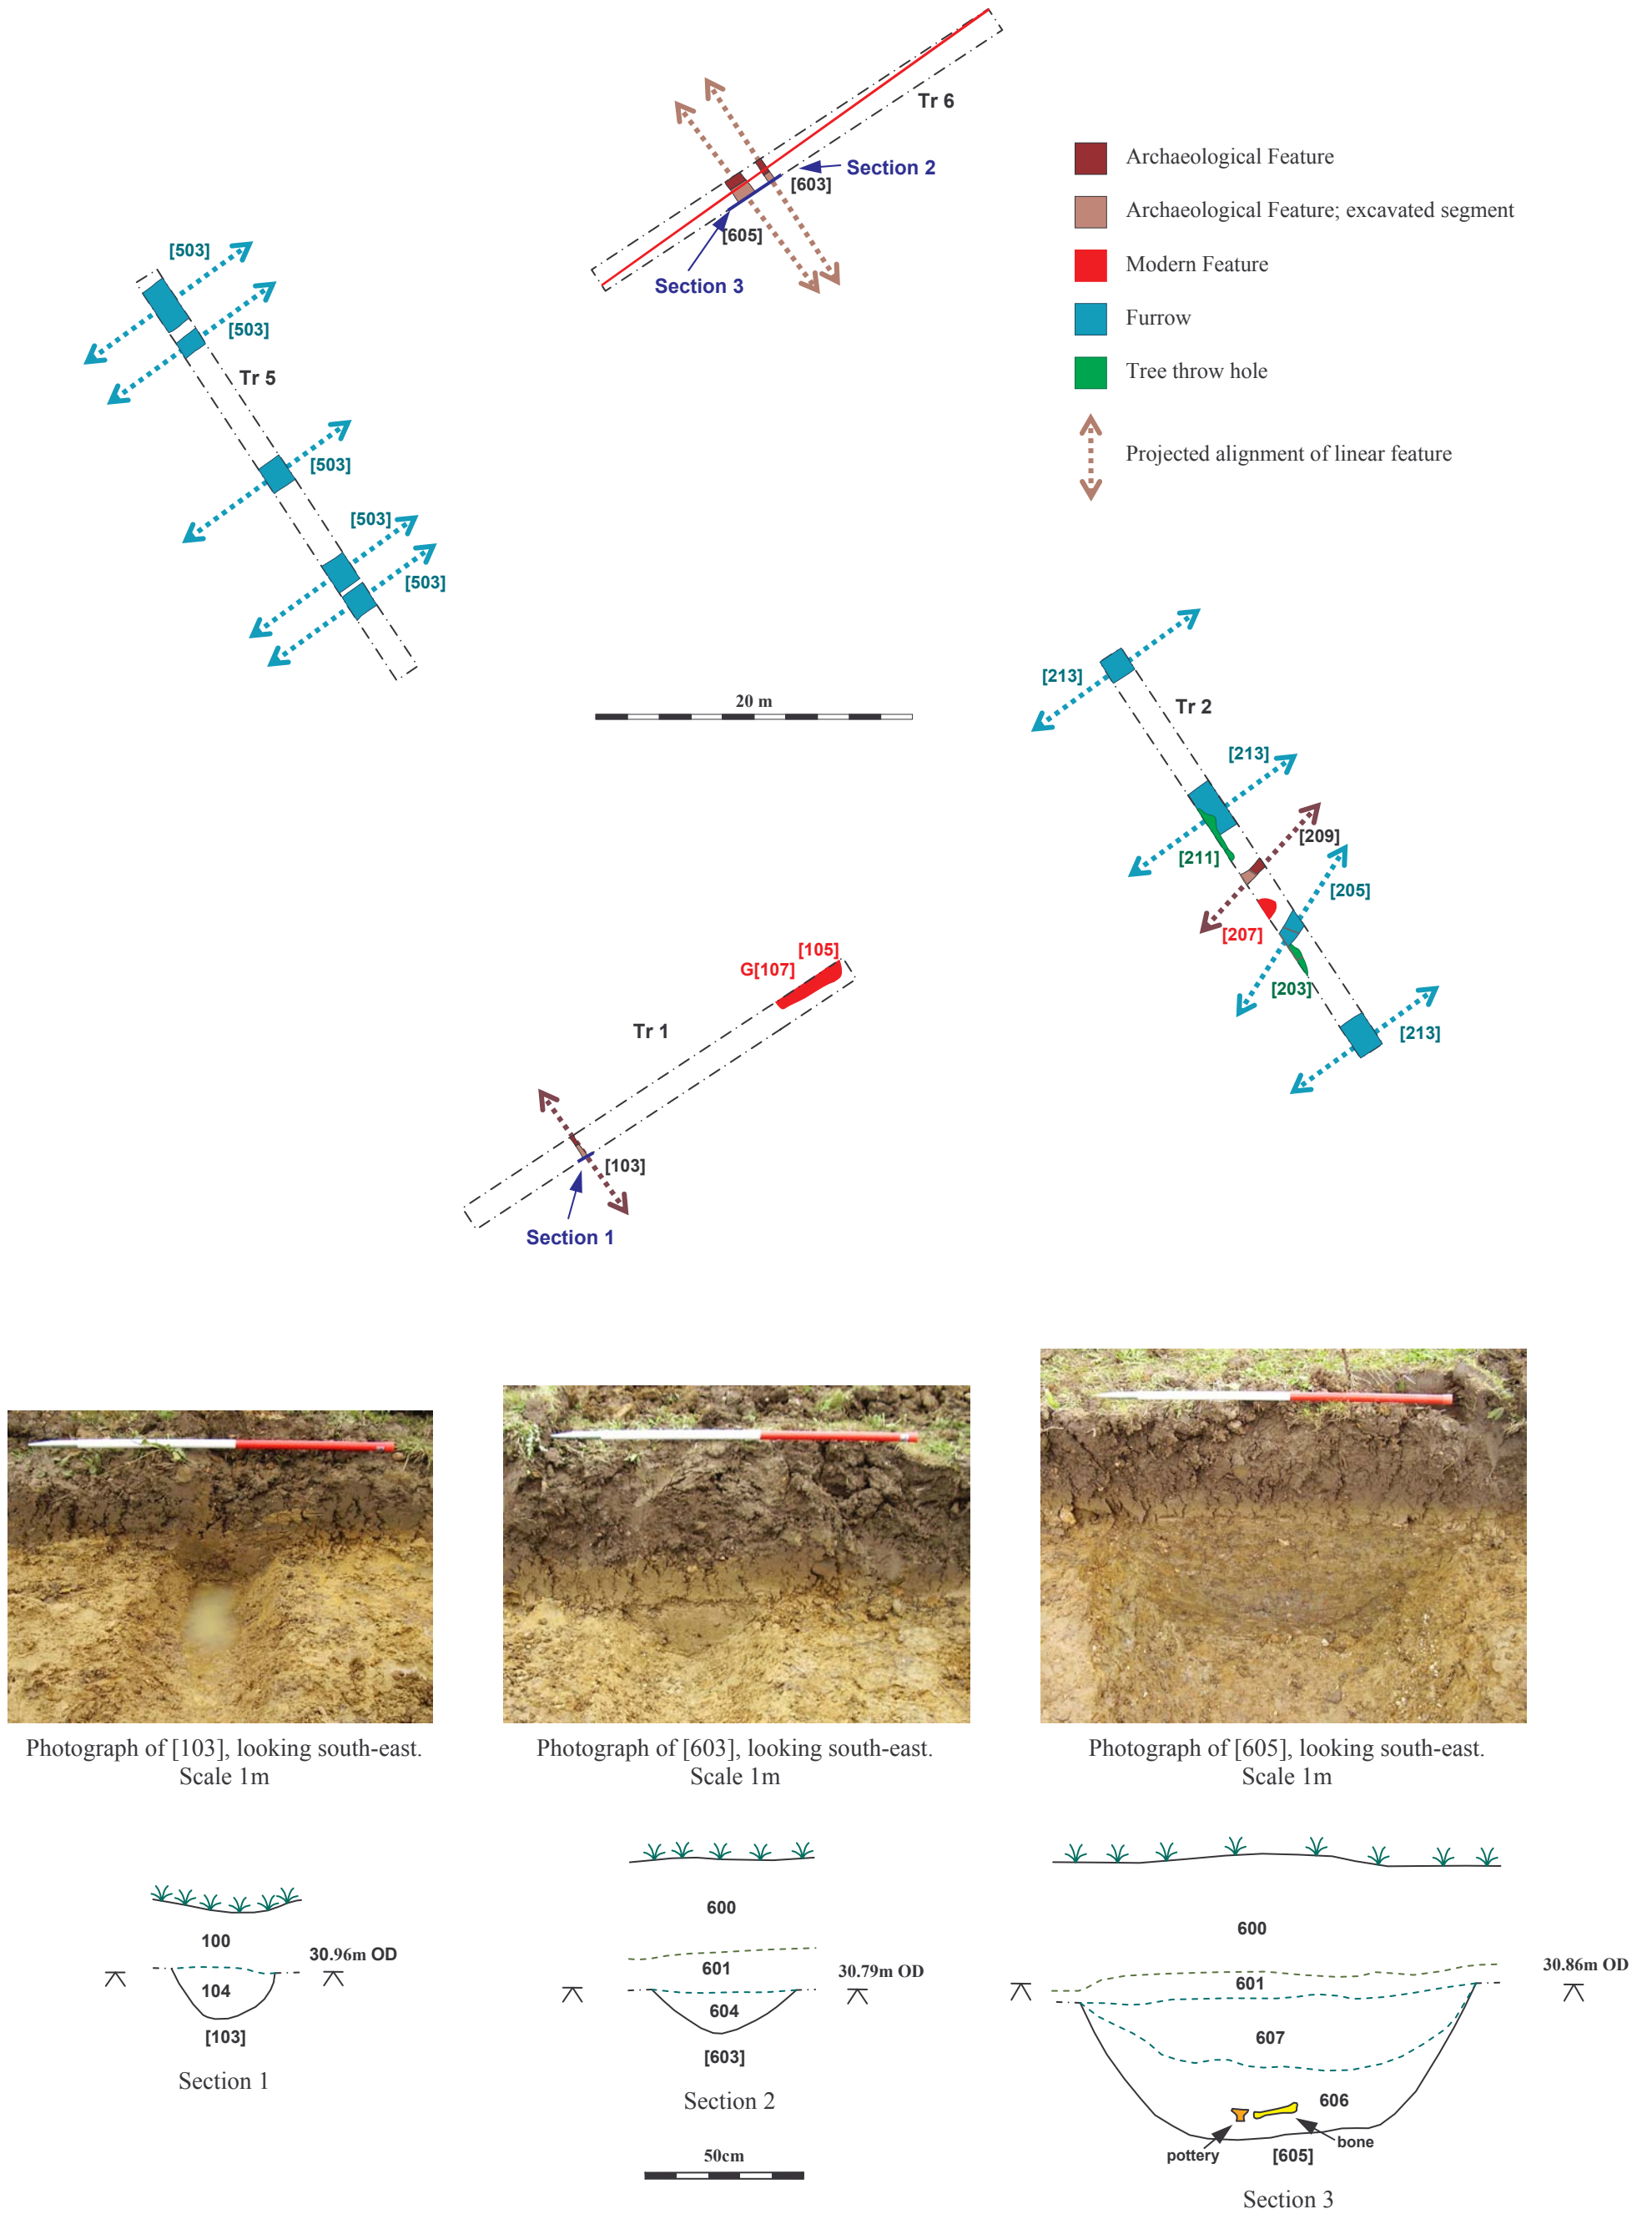 Tr 6
Section 2
[603]
[605]
Section 3
Archaeological Feature
Archaeological Feature; excavated segment
Modern Feature
Furrow
Tree throw hole
Projected alignment of linear feature
[503]
[503]
Tr 5
[503]
[503]
[503]
20 m
[213]
Tr 2
[213]
[209]
[211]
[205]
[207]
[203]
[213]
[105]
G[107]
Tr 1
[103]
Section 1
Photograph of [103], looking south-east.
Scale 1m
Photograph of [603], looking south-east.
Scale 1m
Photograph of [605], looking south-east.
Scale 1m
100
30.96m OD
104
[103]
Section 1
600
601
30.79m OD
604
[603]
Section 2
50cm
600
601
30.86m OD
607
606
pottery
bone
[605]
Section 3